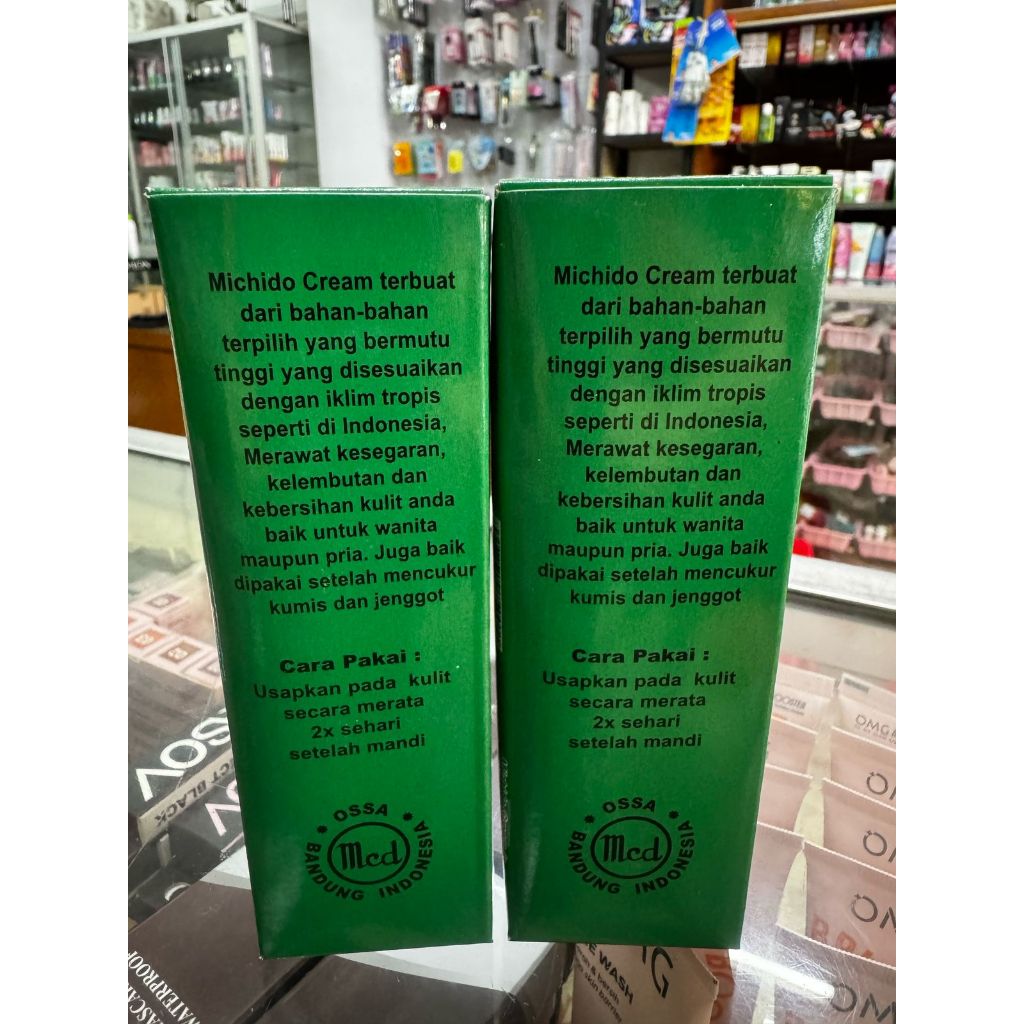 Michido Cream terbuat
dari bahan-bahan
terpilih yang bermutu
tinggi yang disesuaikan
dengan iklim tropis
seperti di Indonesia,
Merawat kesegaran,
kelembutan dan
kebersihan kulit anda
baik untuk wanita
maupun pria. Juga baik
dipakai setelah mencukur
kumis dan jenggot
Cara Pakai :
Usapkan pada kulit
secara merata
2x sehari
setelah mandi
OSSA
Mcd
* BANDUNG INDONESIA *
Michido Cream terbuat
dari bahan-bahan
terpilih yang bermutu
tinggi yang disesuaikan
dengan iklim tropis
seperti di Indonesia,
Merawat kesegaran,
kelembutan dan
kebersihan kulit anda
baik untuk wanita
maupun pria. Juga baik
dipakai setelah mencukur
kumis dan jenggot
Cara Pakai :
Usapkan pada kulit
secara merata
2x sehari
setelah mandi
OSSA
Mcd
* BANDUNG INDONESIA *
BLACK
WATERPROOF
WASH
OMG